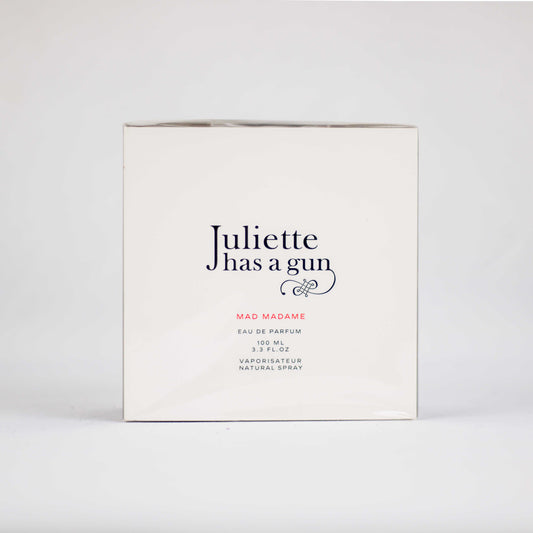 Juliette
has a gun
MAD MADAME
EAU DE PARFUM
100 ML
3.3 FL.OZ
VAPORISATEUR
NATURAL SPRAY